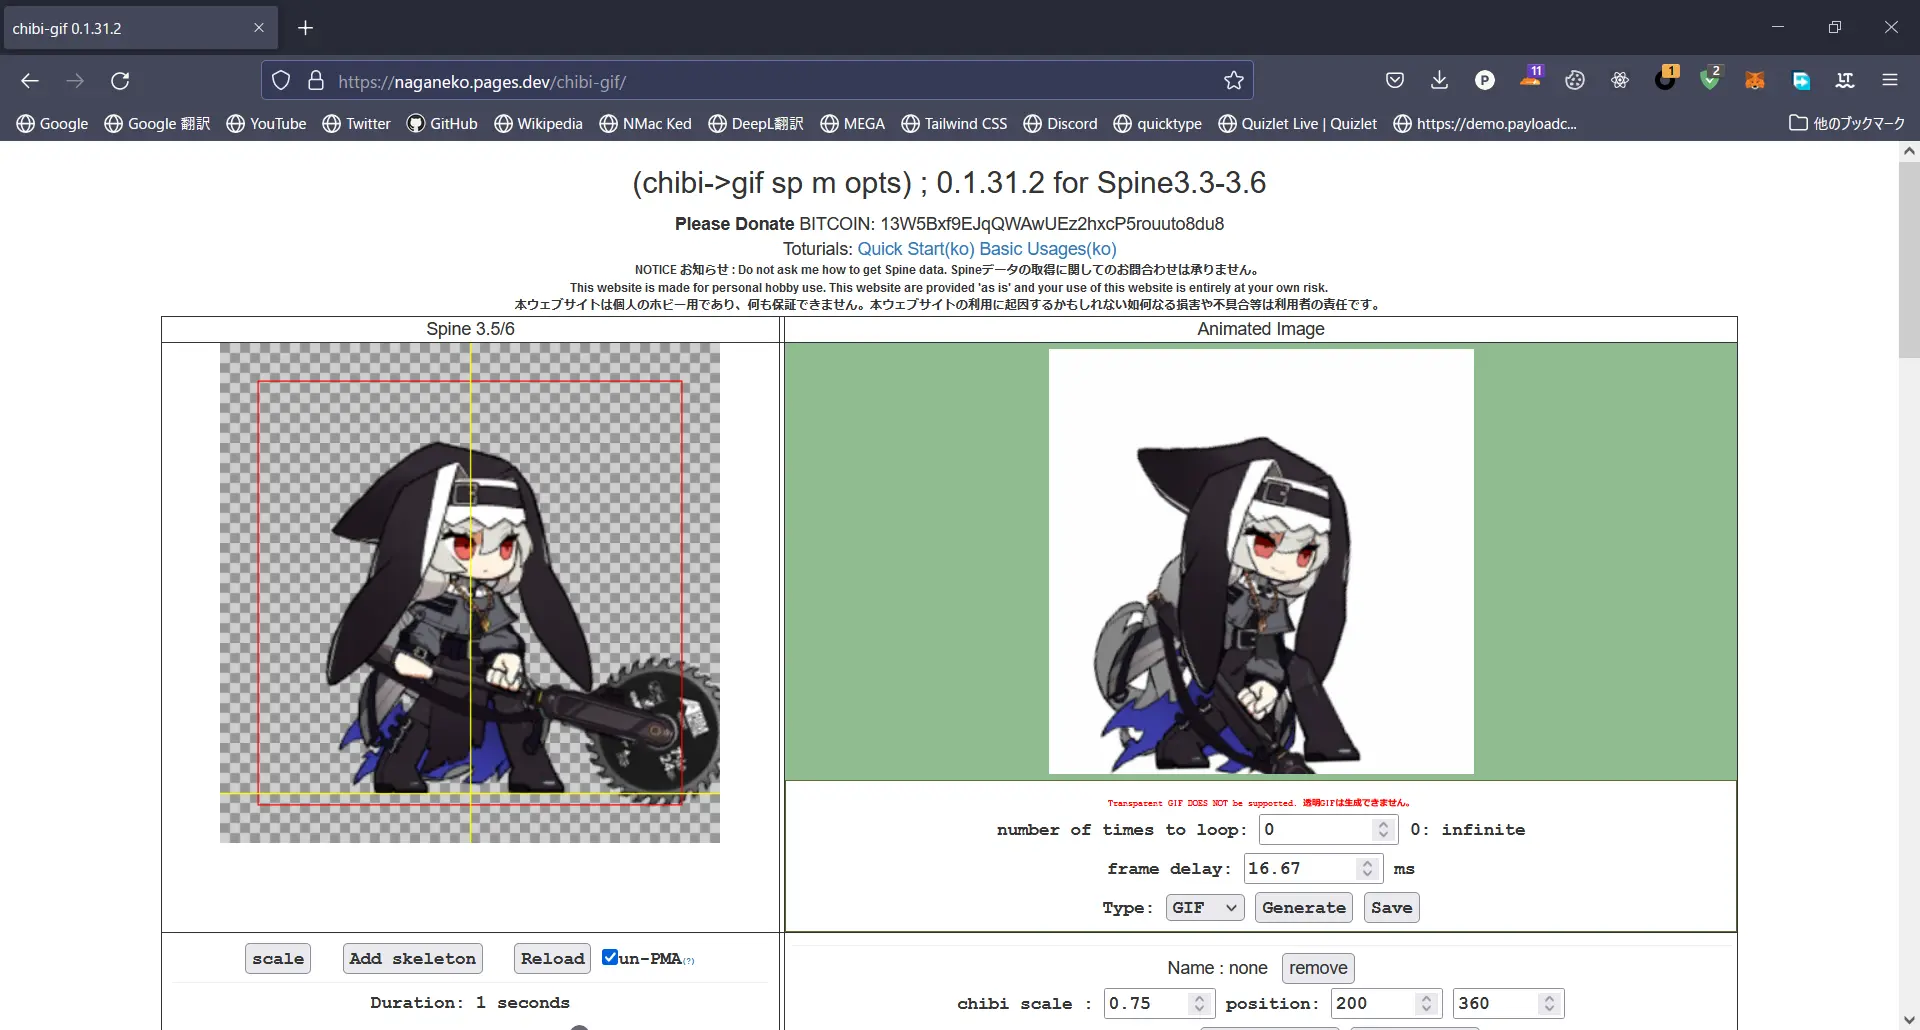 chibi-gif 0.1.31.2
https://naganeko.pages.dev/chibi-gif/
11
1
2
Google
Google 翻訳
YouTube
Twitter
GitHub
Wikipedia
NMac Ked
DeepL翻訳
MEGA
Tailwind CSS
Discord
quicktype
Quizlet Live | Quizlet
https://demo.payloadc...
他のブックマーク
(chibi->gif sp m opts) ; 0.1.31.2 for Spine3.3-3.6
Please Donate BITCOIN: 13W5Bxf9EJqQWAwUEz2hxcP5rouuto8du8
Toturials: Quick Start(ko) Basic Usages(ko)
NOTICE お知らせ : Do not ask me how to get Spine data. Spineデータの取得に関してのお問合わせは承りません。
This website is made for personal hobby use. This website are provided 'as is' and your use of this website is entirely at your own risk.
本ウェブサイトは個人のホビー用であり、何も保証できません。本ウェブサイトの利用に起因するかもしれない如何なる損害や不具合等は利用者の責任です。
Spine 3.5/6
Animated Image
Transparent GIF DOES NOT be supported. 透明GIFは生成できません。
number of times to loop: 0 0: infinite
frame delay: 16.67 ms
Type: GIF Generate Save
scale Add skeleton Reload un-PMA(?)
Duration: 1 seconds
Name : none remove
chibi scale : 0.75 position: 200 360